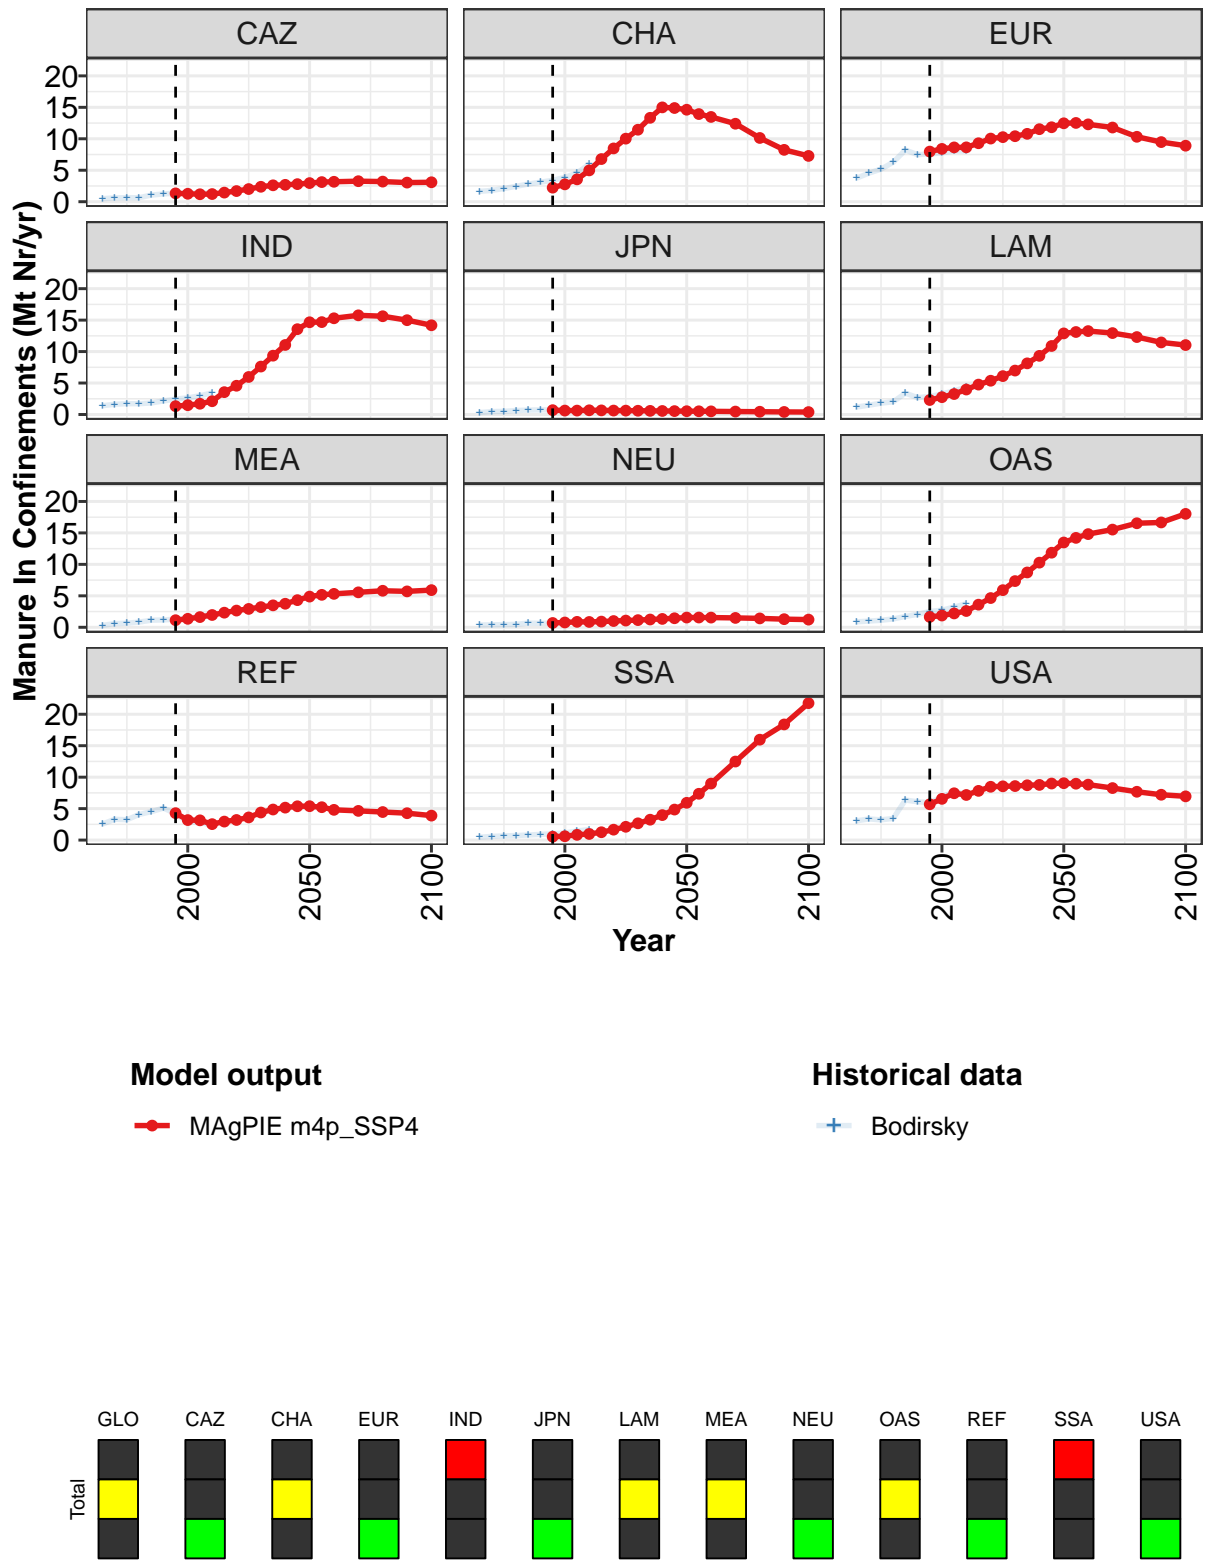 CAZ CHA EUR
20
15
10
5
0
IND JPN LAM
20
15
10
5
0
MEA NEU OAS
20
15
10
5
0
REF SSA USA
20
15
10
5
0
Manure In Confinements (Mt Nr/yr)
2000 2050 2100 2000 2050 2100 2000 2050 2100
Year
Model output
MAgPIE m4p_SSP4
Historical data
Bodirsky
GLO CAZ CHA EUR IND JPN LAM MEA NEU OAS REF SSA USA
Total